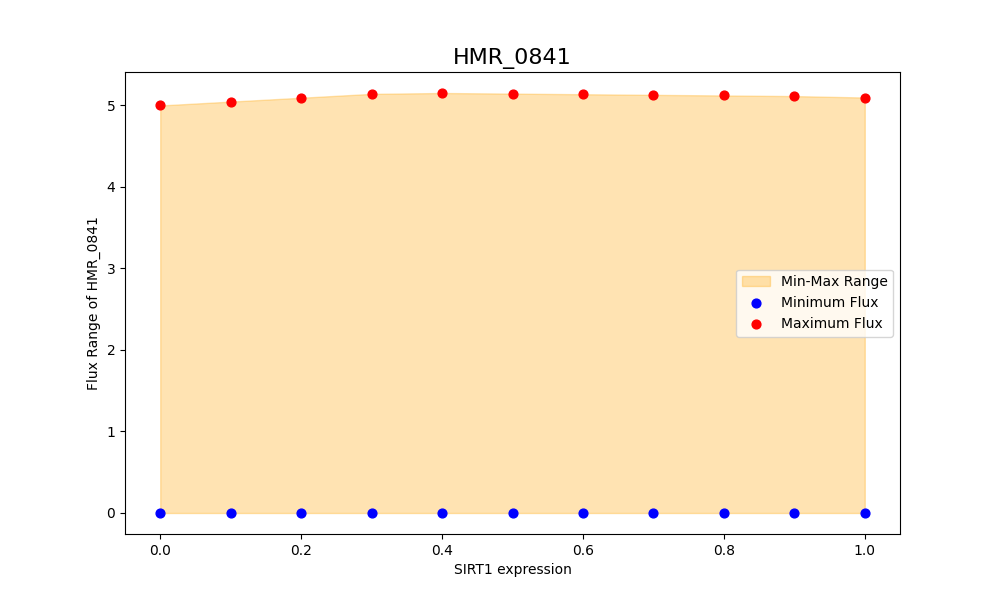 HMR_0841
Flux Range of HMR_0841
5
4
3
2
1
0
Min-Max Range
Minimum Flux
Maximum Flux
0.0 0.2 0.4 0.6 0.8 1.0
SIRT1 expression